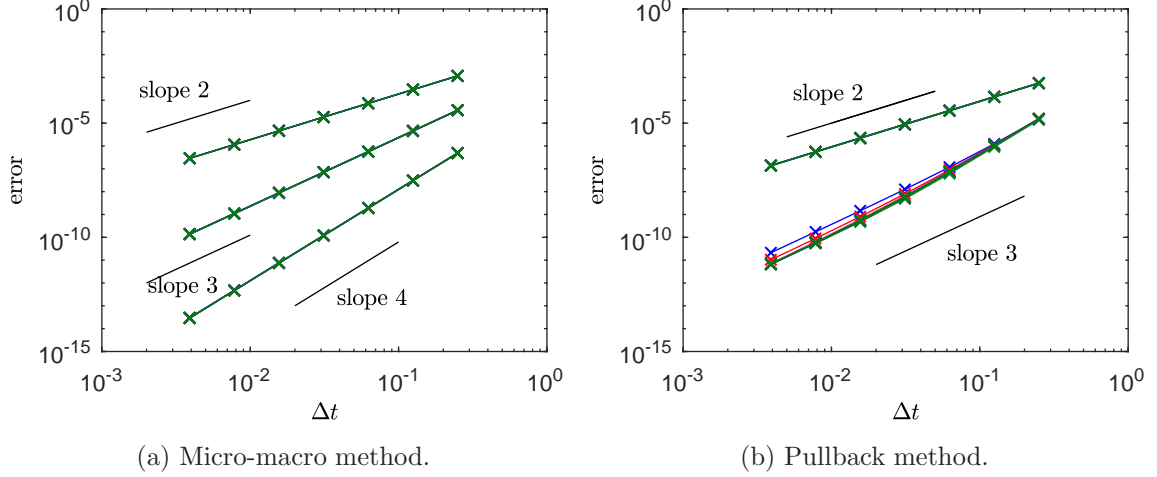 10^0
10^-5
10^-10
10^-15
error
slope 2
slope 3
slope 4
10^-3
10^-2
10^-1
10^0
Δt
(a) Micro-macro method.
10^0
10^-5
10^-10
10^-15
error
slope 2
slope 3
10^-3
10^-2
10^-1
10^0
Δt
(b) Pullback method.